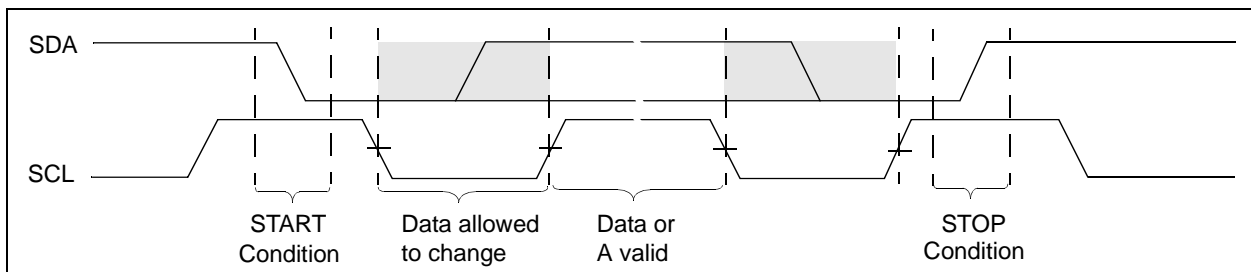 SDA
SCL
START
Condition
Data allowed
to change
Data or
A valid
STOP
Condition